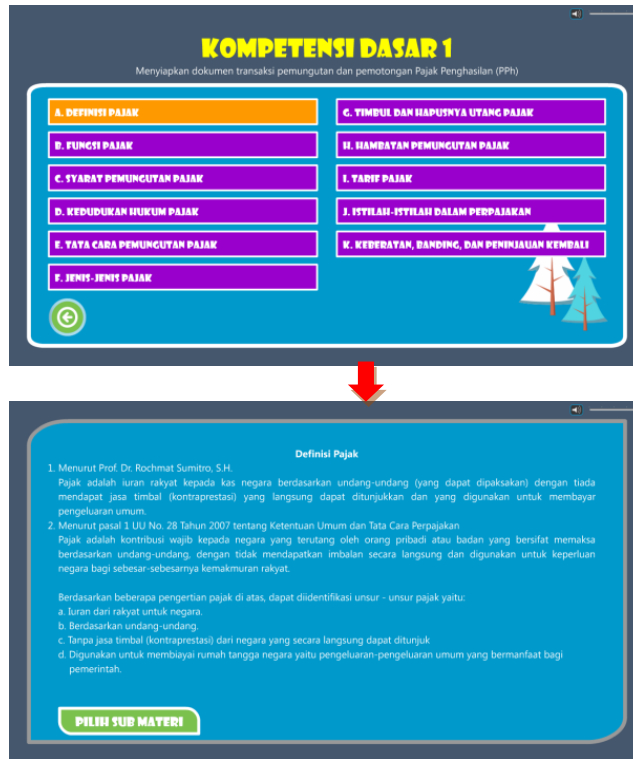 KOMPETENSI DASAR 1
Menyiapkan dokumen transaksi pemungutan dan pemotongan Pajak Penghasilan (PPh)
A. DEFINISI PAJAK
B. FUNGSI PAJAK
C. SYARAT PEMUNGUTAN PAJAK
D. KEDUDUKAN HUKUM PAJAK
E. TATA CARA PEMUNGUTAN PAJAK
F. JENIS-JENIS PAJAK
G. TIMBUL DAN HAPUSNYA UTANG PAJAK
H. HAMBATAN PEMUNGUTAN PAJAK
I. TARIF PAJAK
J. ISTILAH-ISTILAH DALAM PERPAJAKAN
K. KEBERATAN, BANDING, DAN PENINJAUAN KEMBALI
Definisi Pajak
1. Menurut Prof. Dr. Rochmat Sumitro, S.H.
Pajak adalah iuran rakyat kepada kas negara berdasarkan undang-undang (yang dapat dipaksakan) dengan tiada
mendapat jasa timbal (kontraprestasi) yang langsung dapat ditunjukkan dan yang digunakan untuk membayar
pengeluaran umum.
2. Menurut pasal 1 UU No. 28 Tahun 2007 tentang Ketentuan Umum dan Tata Cara Perpajakan
Pajak adalah kontribusi wajib kepada negara yang terutang oleh orang pribadi atau badan yang bersifat memaksa
berdasarkan undang-undang, dengan tidak mendapatkan imbalan secara langsung dan digunakan untuk keperluan
negara bagi sebesar-sebesarnya kemakmuran rakyat.
Berdasarkan beberapa pengertian pajak di atas, dapat diidentifikasi unsur - unsur pajak yaitu:
a. Iuran dari rakyat untuk negara.
b. Berdasarkan undang-undang.
c. Tanpa jasa timbal (kontraprestasi) dari negara yang secara langsung dapat ditunjuk
d. Digunakan untuk membiayai rumah tangga negara yaitu pengeluaran-pengeluaran umum yang bermanfaat bagi
pemerintah.
PILIH SUB MATERI